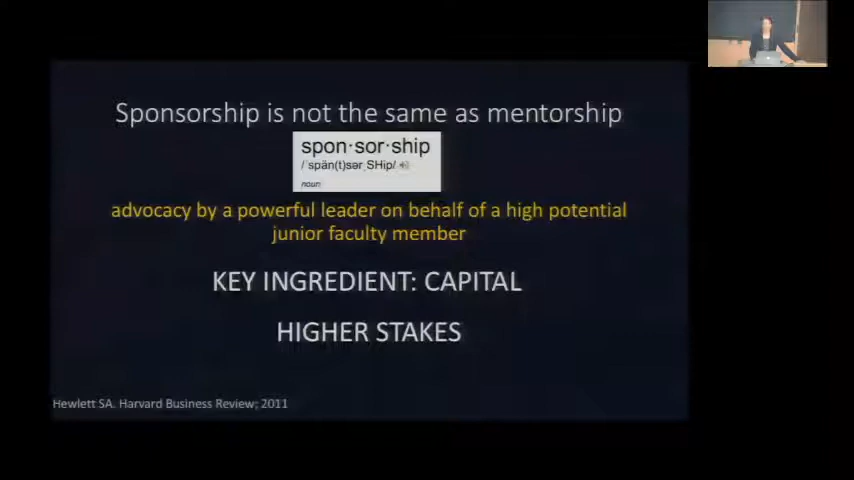 Sponsorship is not the same as mentorship
spon·sor·ship
/ˈspän(t)sərˌSHip/
noun
advocacy by a powerful leader on behalf of a high potential
junior faculty member
KEY INGREDIENT: CAPITAL
HIGHER STAKES
Hewlett SA. Harvard Business Review; 2011